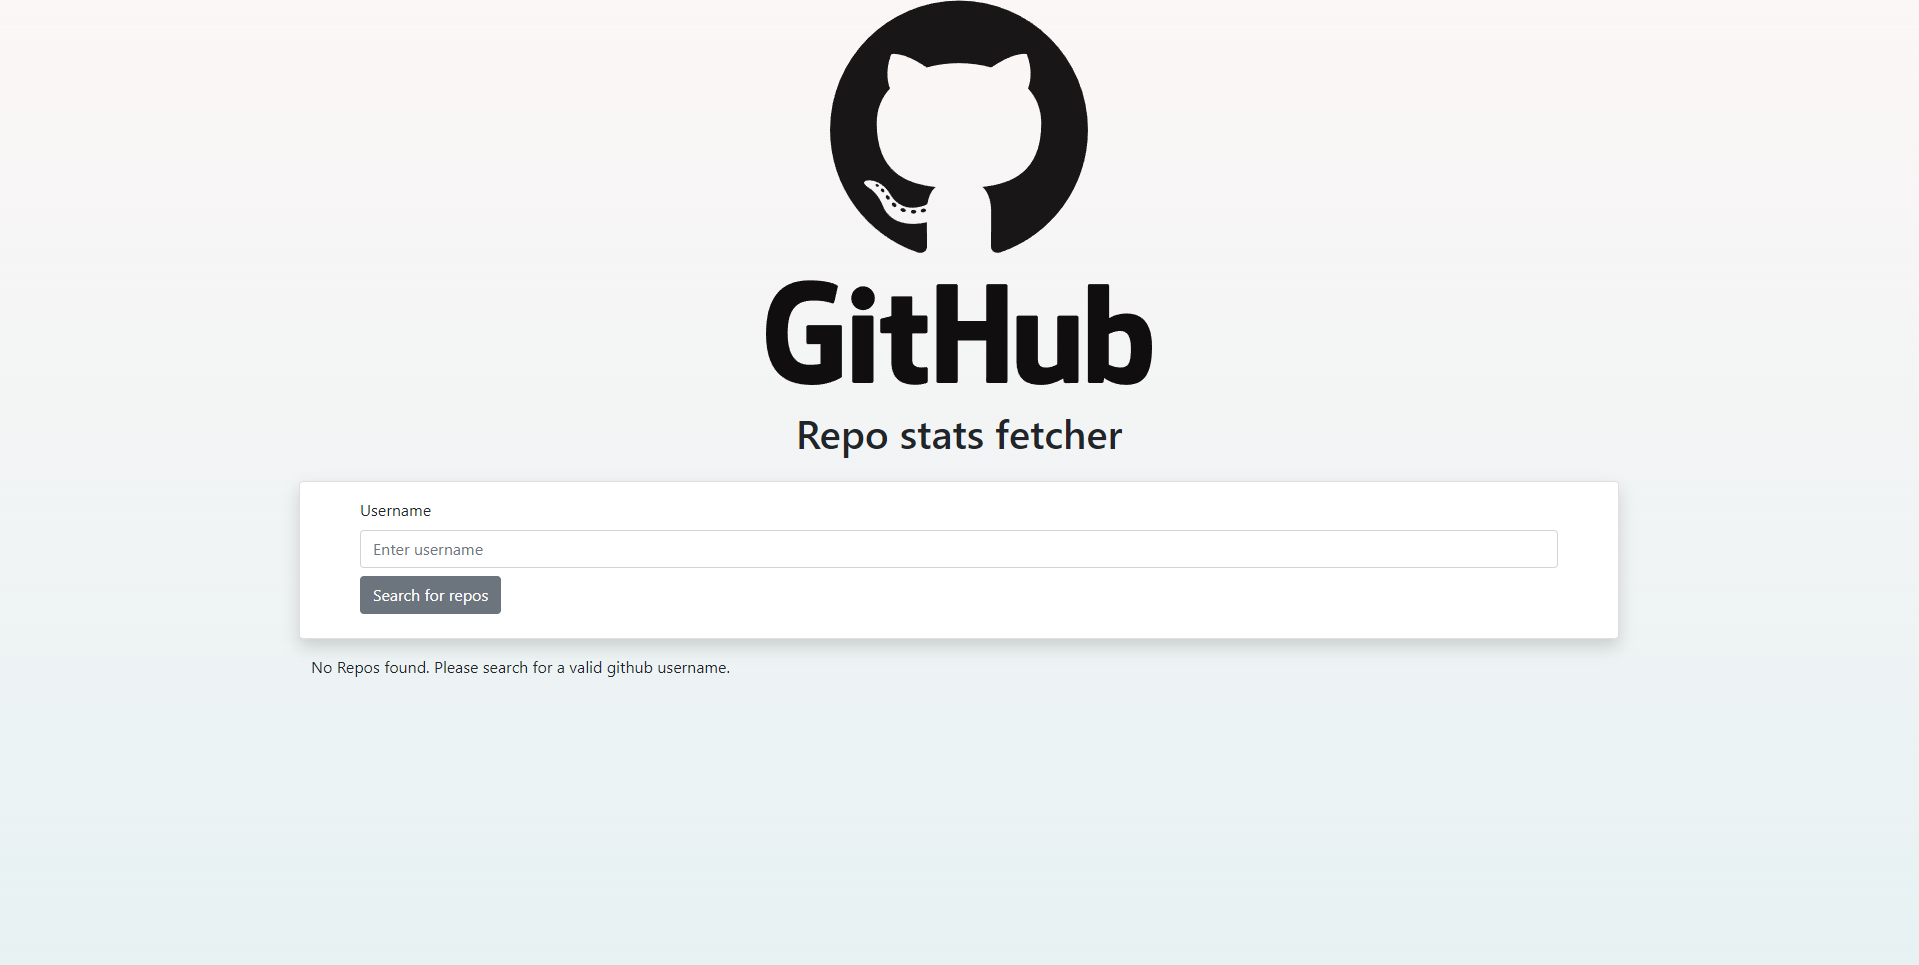 GitHub
Repo stats fetcher
Username
Enter username
Search for repos
No Repos found. Please search for a valid github username.